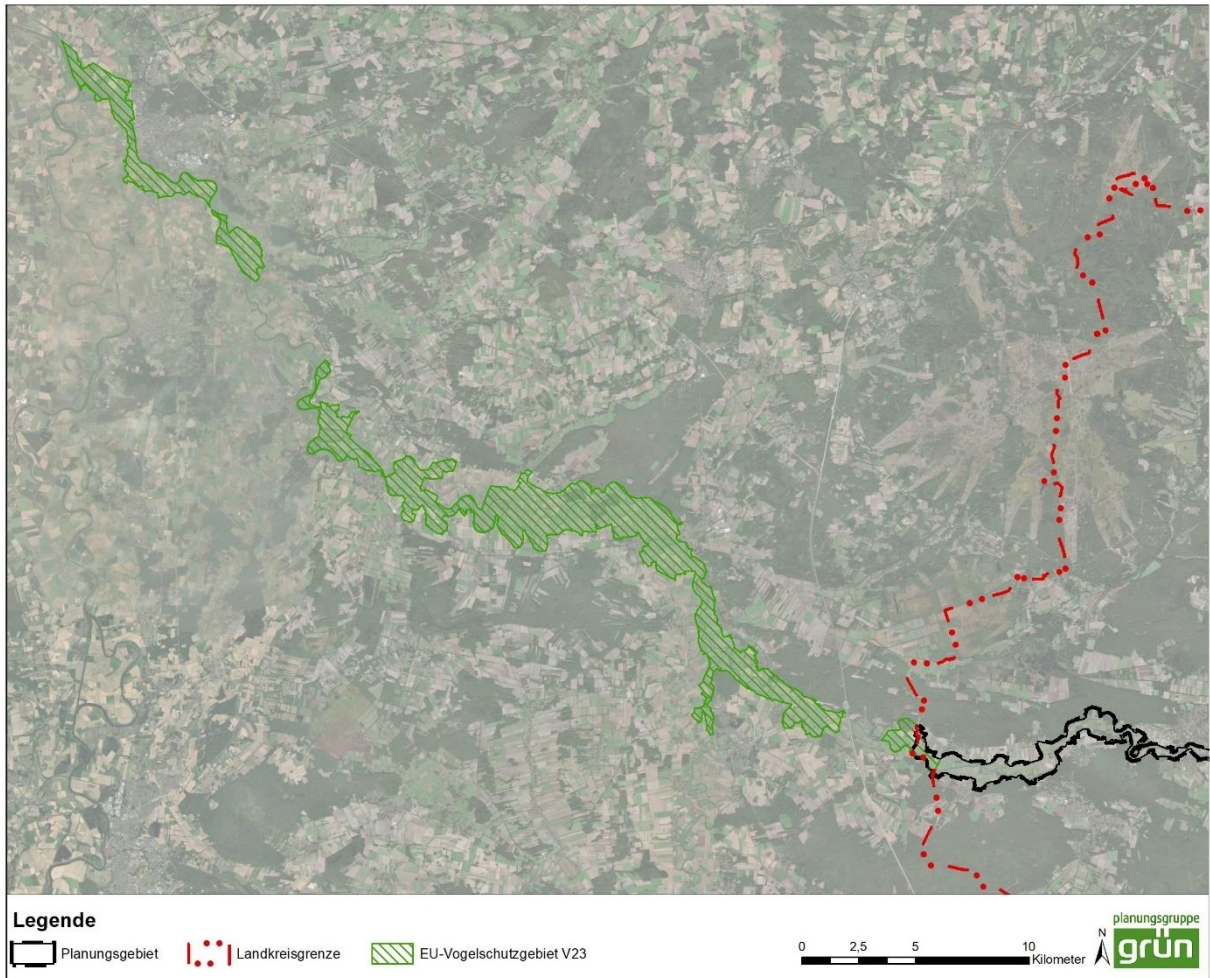 Legende
Planungsgebiet
Landkreisgrenze
EU-Vogelschutzgebiet V23
0 2,5 5 10
Kilometer
N
planungsgruppe
grün